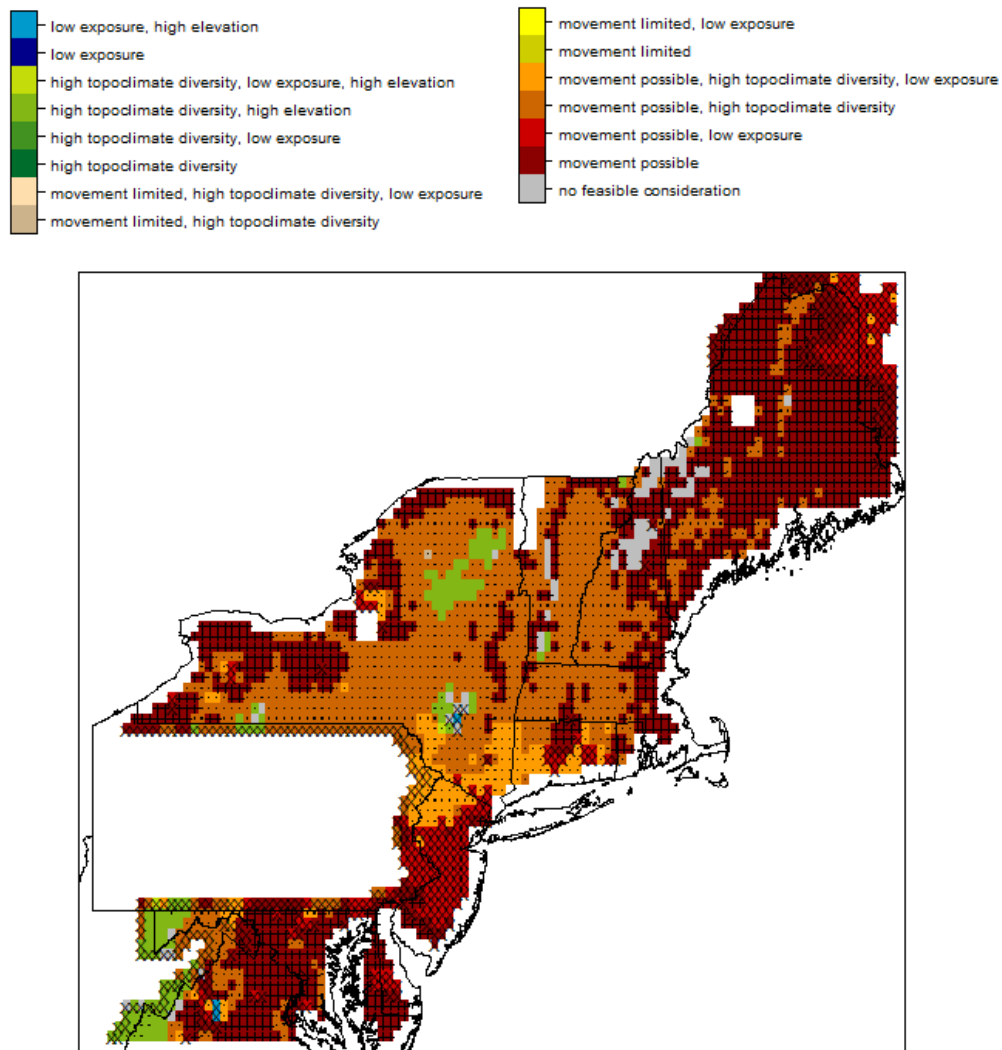 low exposure, high elevation
low exposure
high topoclimate diversity, low exposure, high elevation
high topoclimate diversity, high elevation
high topoclimate diversity, low exposure
high topoclimate diversity
movement limited, high topoclimate diversity, low exposure
movement limited, high topoclimate diversity
movement limited, low exposure
movement limited
movement possible, high topoclimate diversity, low exposure
movement possible, high topoclimate diversity
movement possible, low exposure
movement possible
no feasible consideration